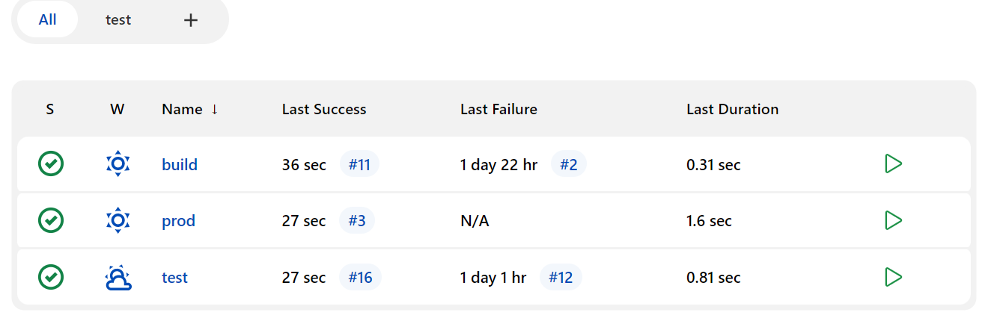 All test +
S W Name ↓ Last Success Last Failure Last Duration
build 36 sec #11 1 day 22 hr #2 0.31 sec
prod 27 sec #3 N/A 1.6 sec
test 27 sec #16 1 day 1 hr #12 0.81 sec